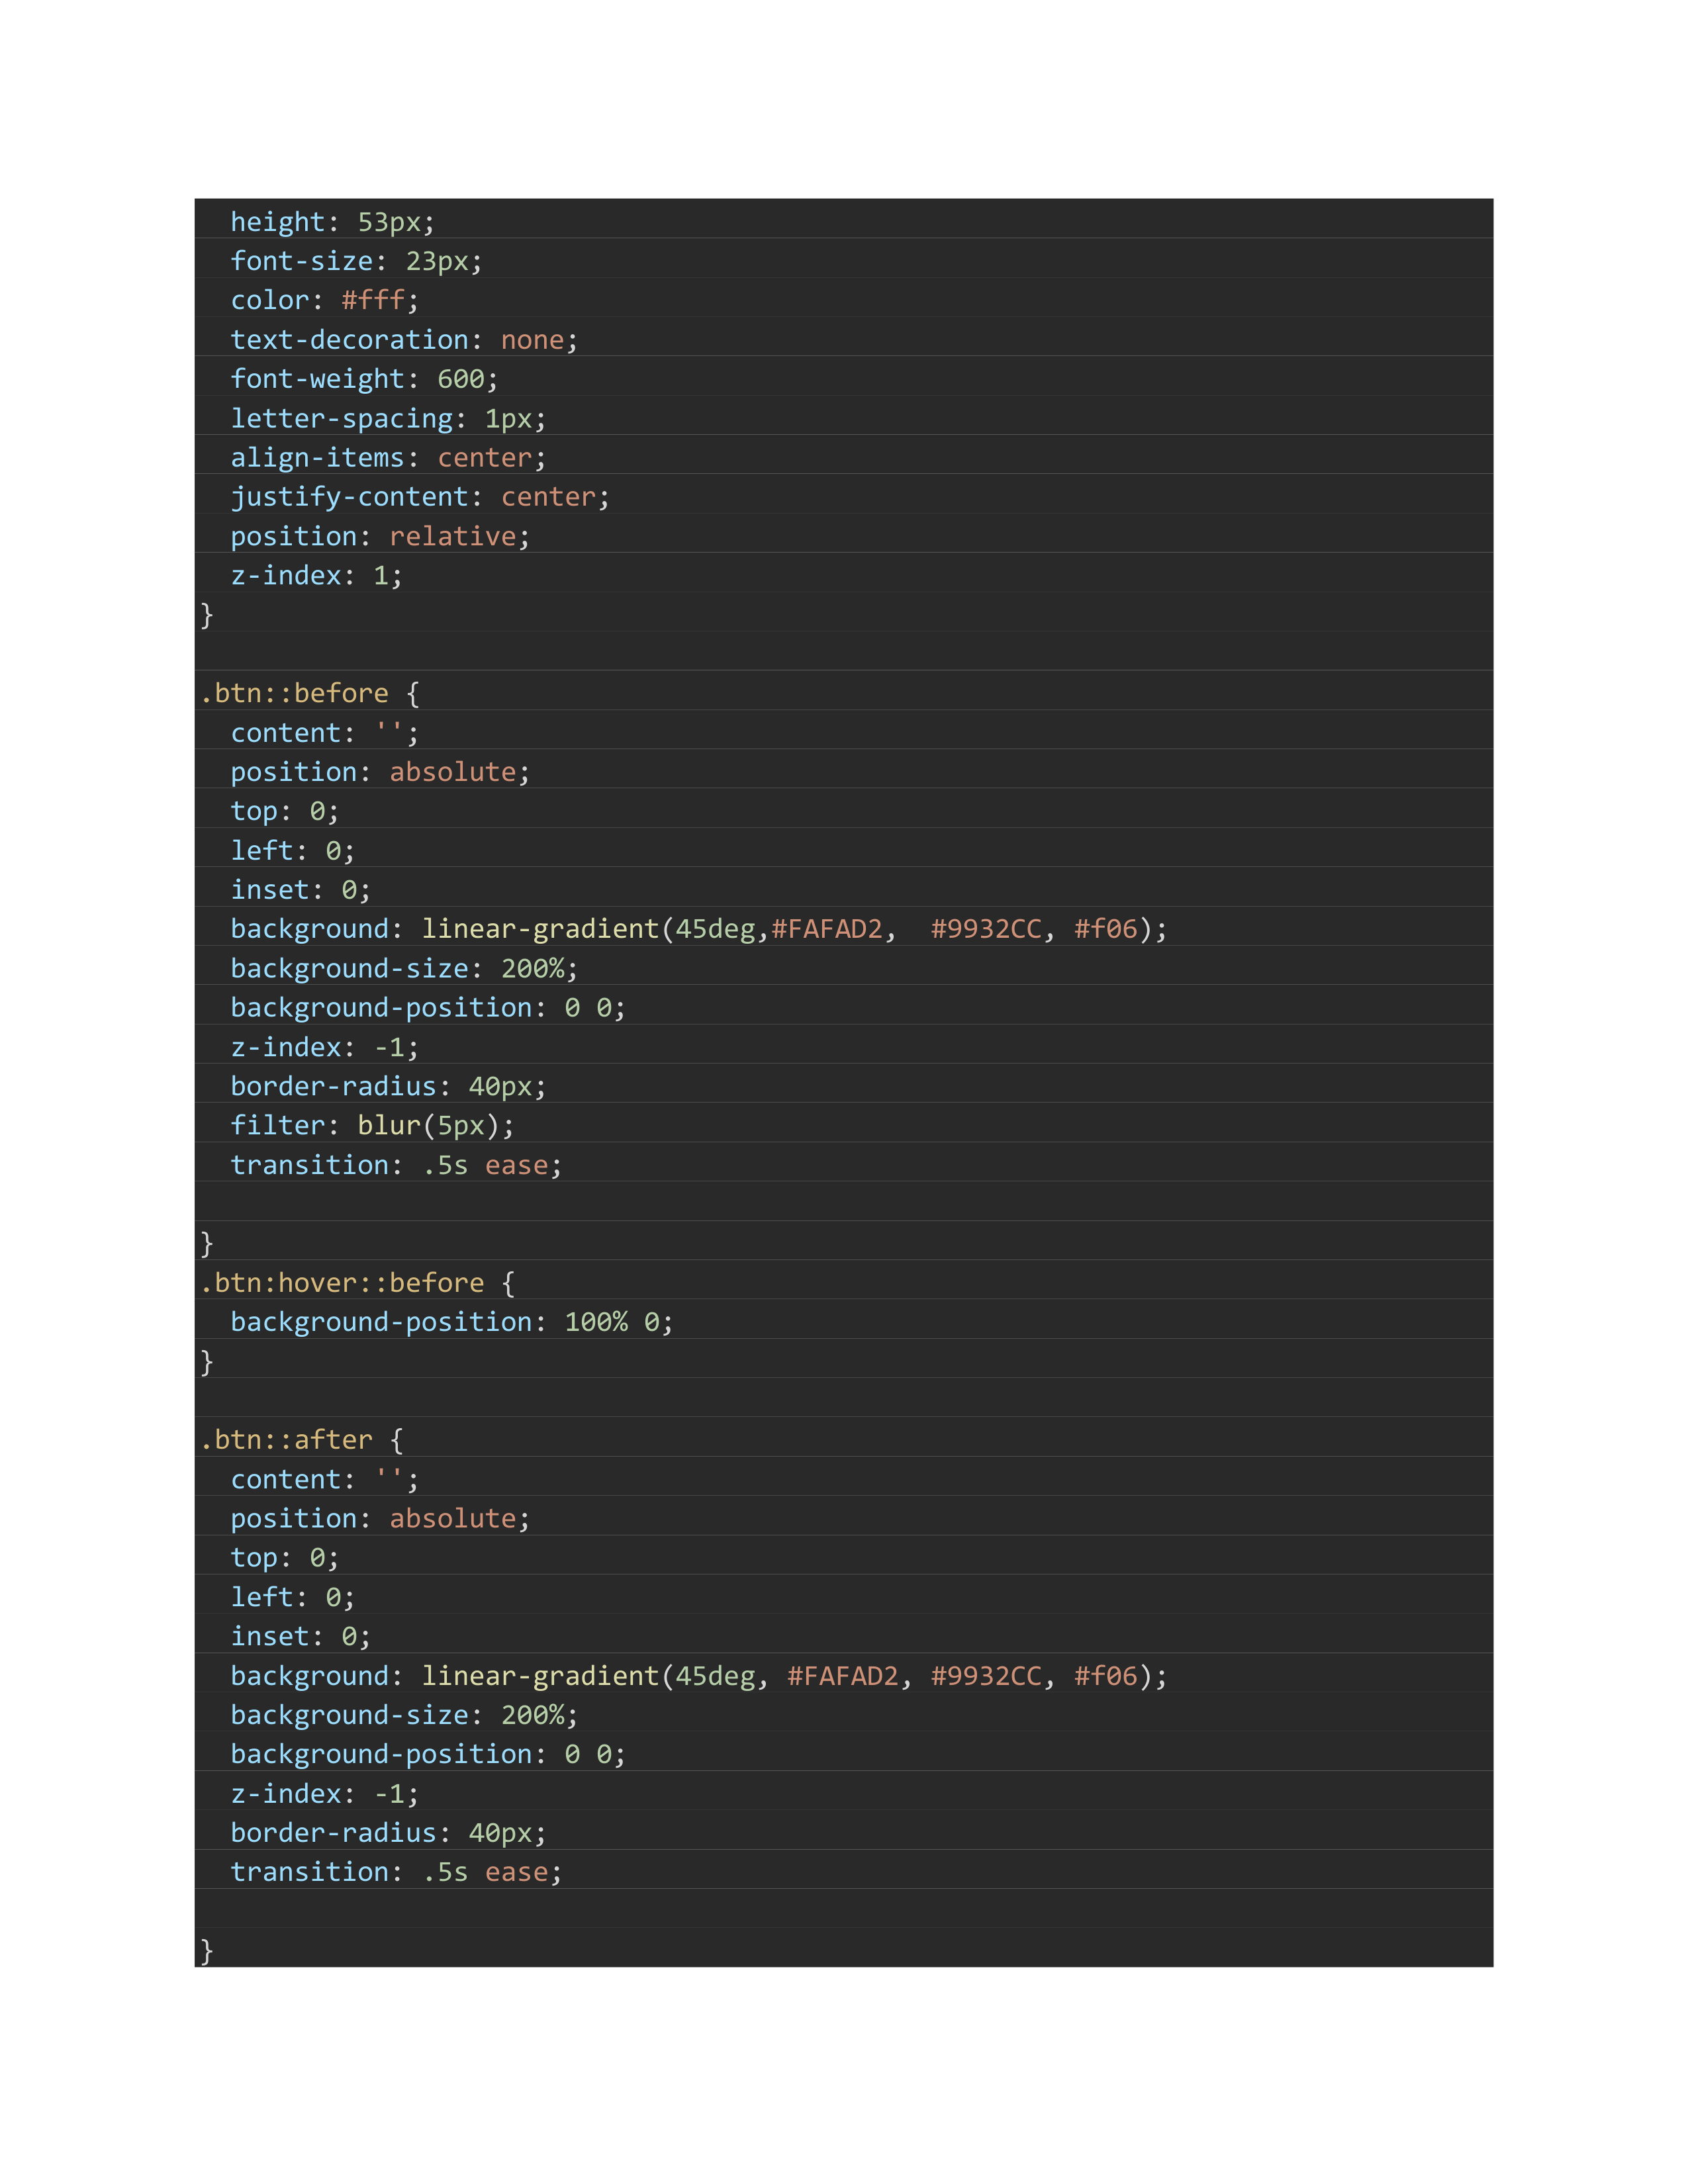 height: 53px;
  font-size: 23px;
  color: #fff;
  text-decoration: none;
  font-weight: 600;
  letter-spacing: 1px;
  align-items: center;
  justify-content: center;
  position: relative;
  z-index: 1;
}

.btn::before {
  content: '';
  position: absolute;
  top: 0;
  left: 0;
  inset: 0;
  background: linear-gradient(45deg,#FAFAD2,  #9932CC, #f06);
  background-size: 200%;
  background-position: 0 0;
  z-index: -1;
  border-radius: 40px;
  filter: blur(5px);
  transition: .5s ease;

}
.btn:hover::before {
  background-position: 100% 0;
}

.btn::after {
  content: '';
  position: absolute;
  top: 0;
  left: 0;
  inset: 0;
  background: linear-gradient(45deg, #FAFAD2, #9932CC, #f06);
  background-size: 200%;
  background-position: 0 0;
  z-index: -1;
  border-radius: 40px;
  transition: .5s ease;

}